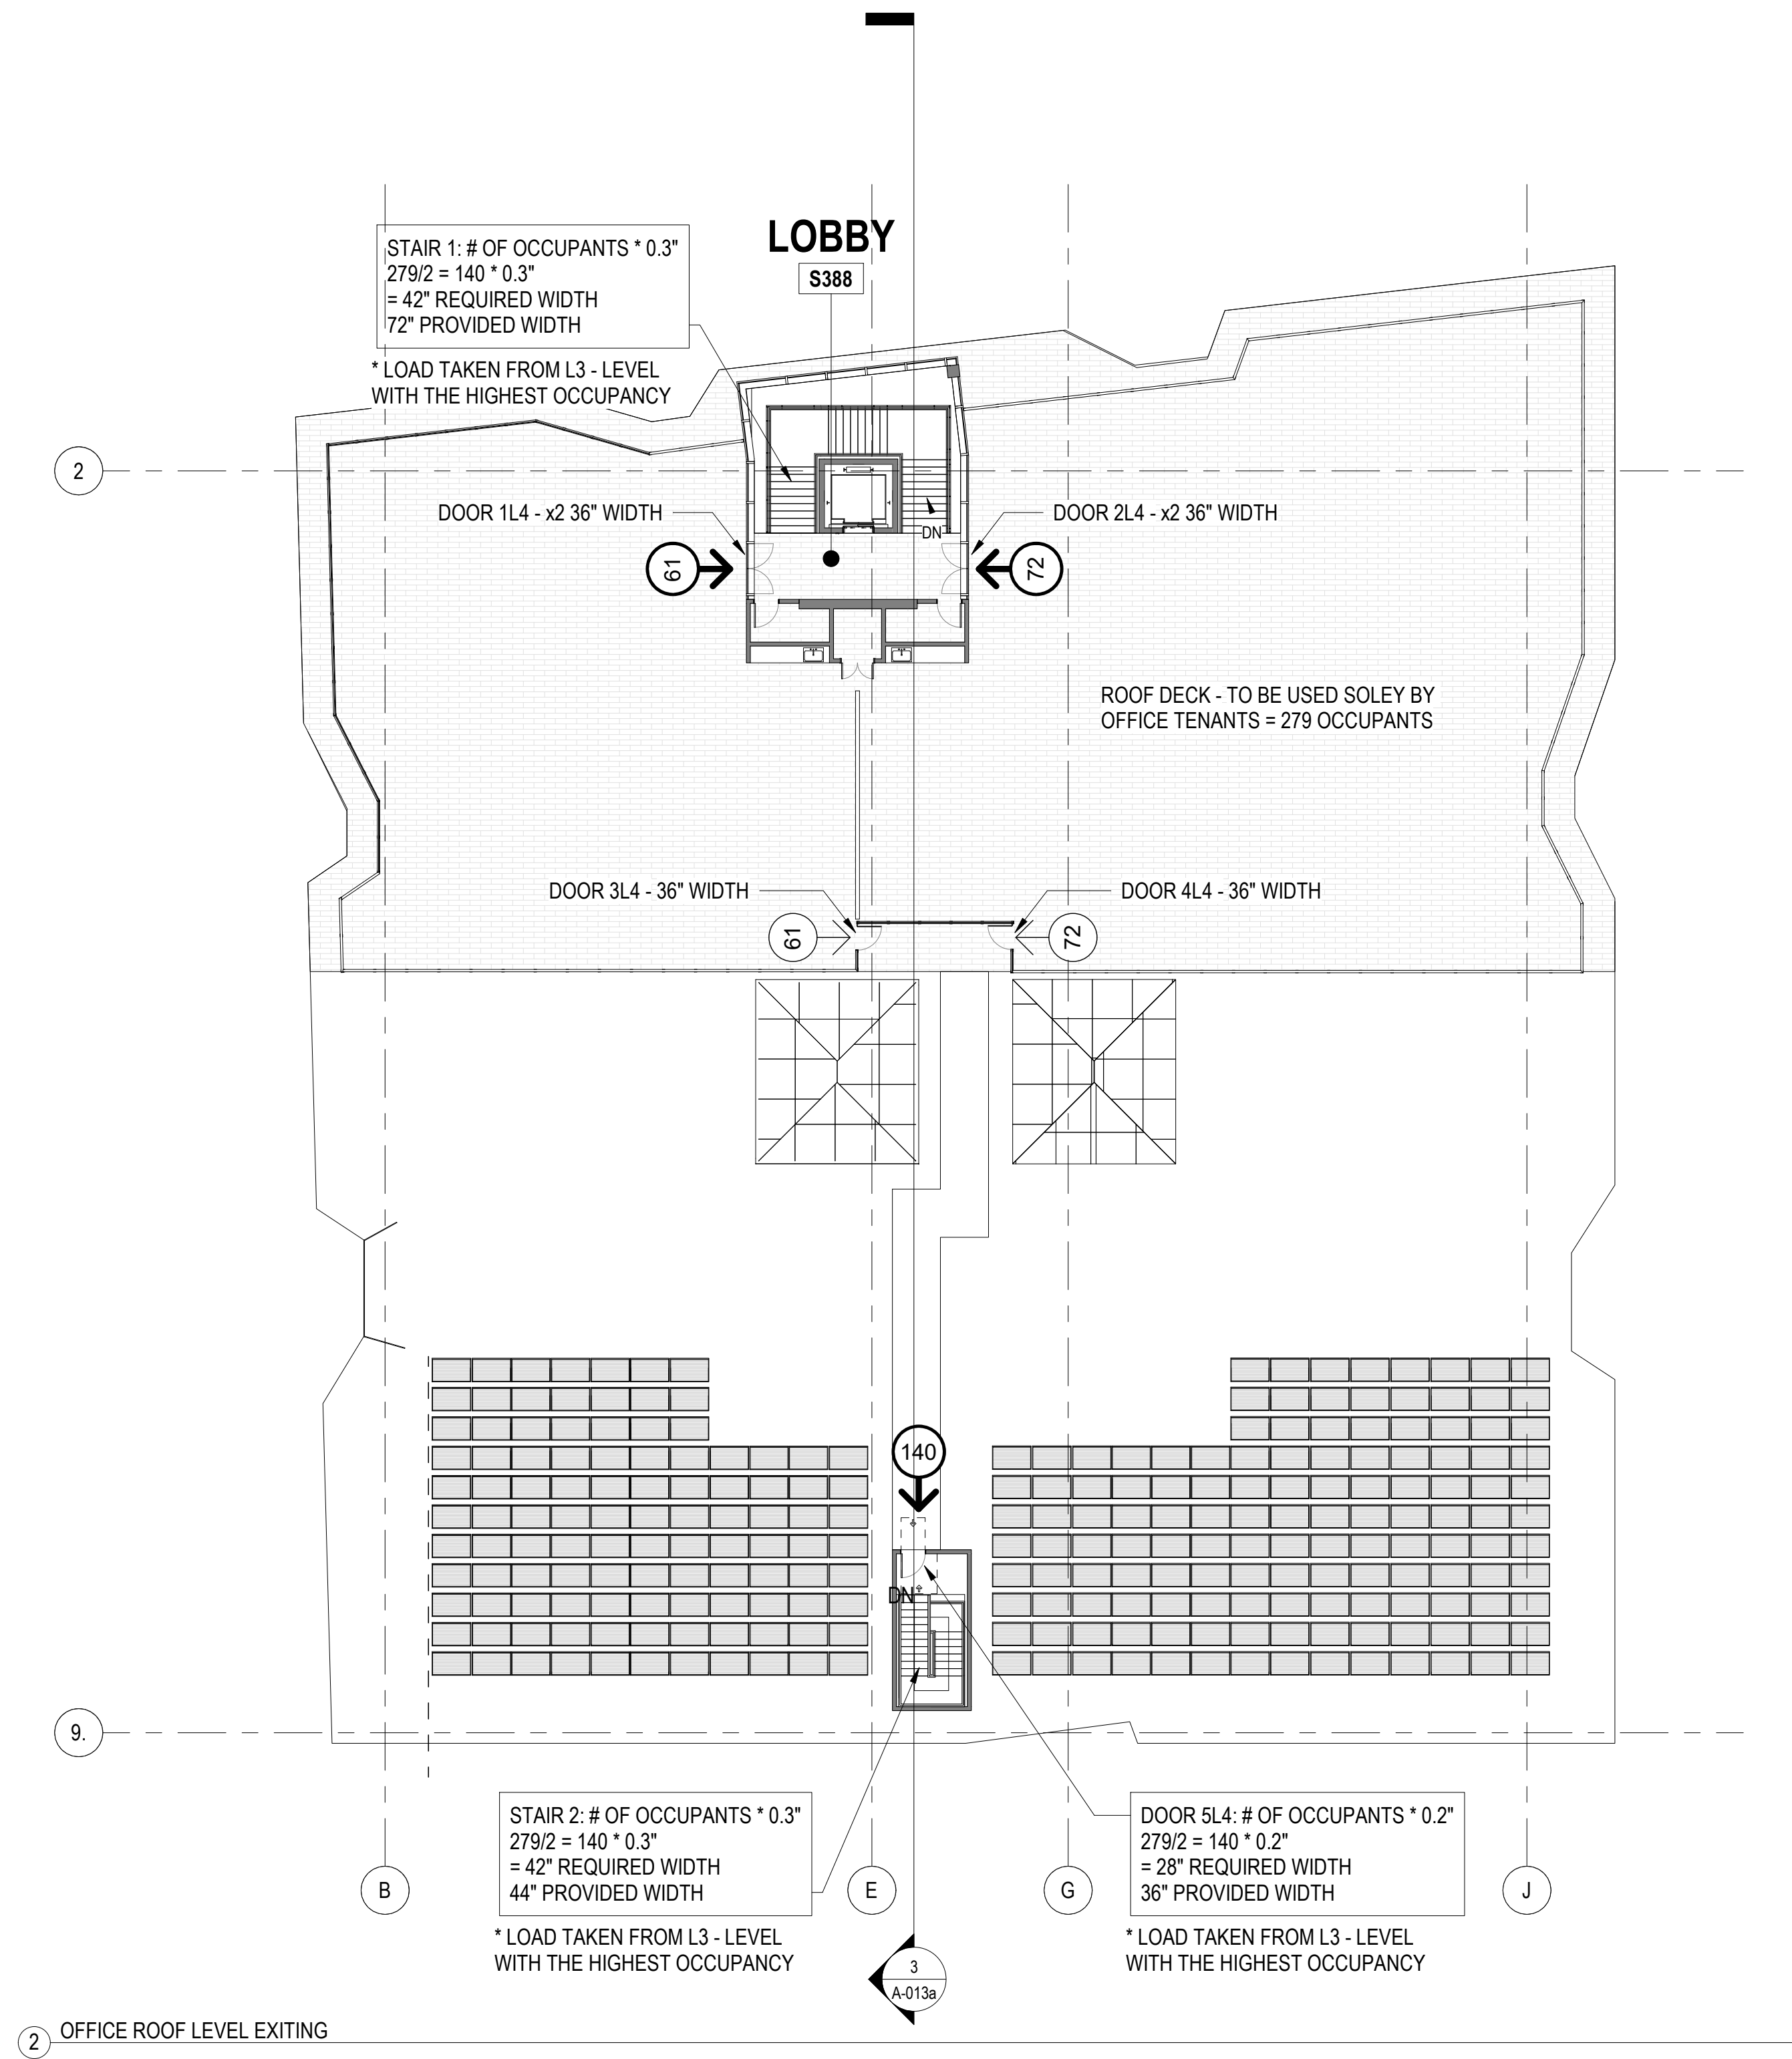 LOBBY
S388
STAIR 1: # OF OCCUPANTS * 0.3"
279/2 = 140 * 0.3"
= 42" REQUIRED WIDTH
72" PROVIDED WIDTH
* LOAD TAKEN FROM L3 - LEVEL
WITH THE HIGHEST OCCUPANCY
2
DOOR 1L4 - x2 36" WIDTH
DOOR 2L4 - x2 36" WIDTH
DN
61
72
ROOF DECK - TO BE USED SOLEY BY
OFFICE TENANTS = 279 OCCUPANTS
DOOR 3L4 - 36" WIDTH
DOOR 4L4 - 36" WIDTH
61
72
140
DN
9.
STAIR 2: # OF OCCUPANTS * 0.3"
279/2 = 140 * 0.3"
= 42" REQUIRED WIDTH
44" PROVIDED WIDTH
* LOAD TAKEN FROM L3 - LEVEL
WITH THE HIGHEST OCCUPANCY
DOOR 5L4: # OF OCCUPANTS * 0.2"
279/2 = 140 * 0.2"
= 28" REQUIRED WIDTH
36" PROVIDED WIDTH
* LOAD TAKEN FROM L3 - LEVEL
WITH THE HIGHEST OCCUPANCY
B
E
G
J
3
A-013a
2
OFFICE ROOF LEVEL EXITING